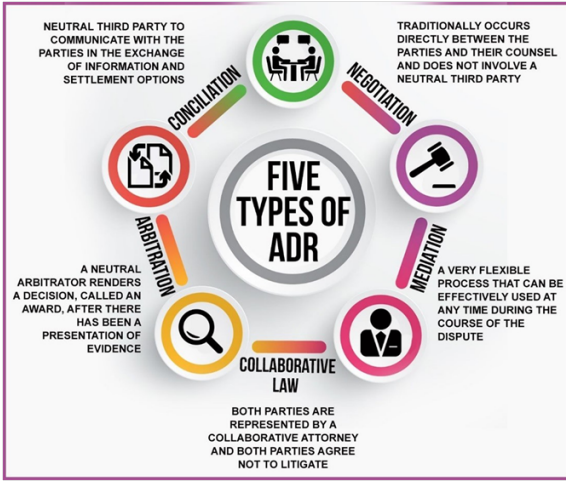 NEUTRAL THIRD PARTY TO
COMMUNICATE WITH THE
PARTIES IN THE EXCHANGE
OF INFORMATION AND
SETTLEMENT OPTIONS
TRADITIONALLY OCCURS
DIRECTLY BETWEEN THE
PARTIES AND THEIR COUNSEL
AND DOES NOT INVOLVE A
NEUTRAL THIRD PARTY
CONCILIATION
NEGOTIATION
FIVE
TYPES OF
ADR
ARBITRATION
MEDIATION
A NEUTRAL
ARBITRATOR RENDERS
A DECISION, CALLED AN
AWARD, AFTER THERE
HAS BEEN A
PRESENTATION OF
EVIDENCE
A VERY FLEXIBLE
PROCESS THAT CAN BE
EFFECTIVELY USED AT
ANY TIME DURING THE
COURSE OF THE
DISPUTE
COLLABORATIVE
LAW
BOTH PARTIES ARE
REPRESENTED BY A
COLLABORATIVE ATTORNEY
AND BOTH PARTIES AGREE
NOT TO LITIGATE